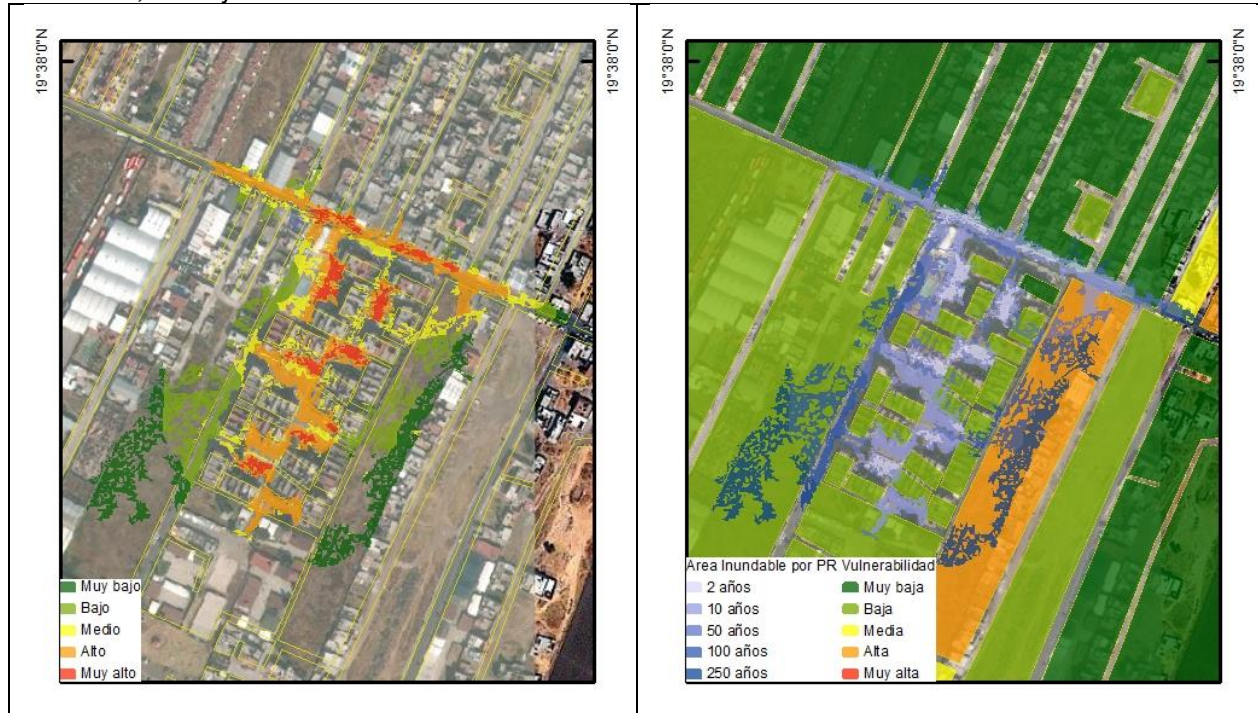 19°38'0"N
19°38'0"N
Muy bajo
Bajo
Medio
Alto
Muy alto
19°38'0"N
19°38'0"N
Area Inundable por PR Vulnerabilidad
2 años Muy baja
10 años Baja
50 años Media
100 años Alta
250 años Muy alta